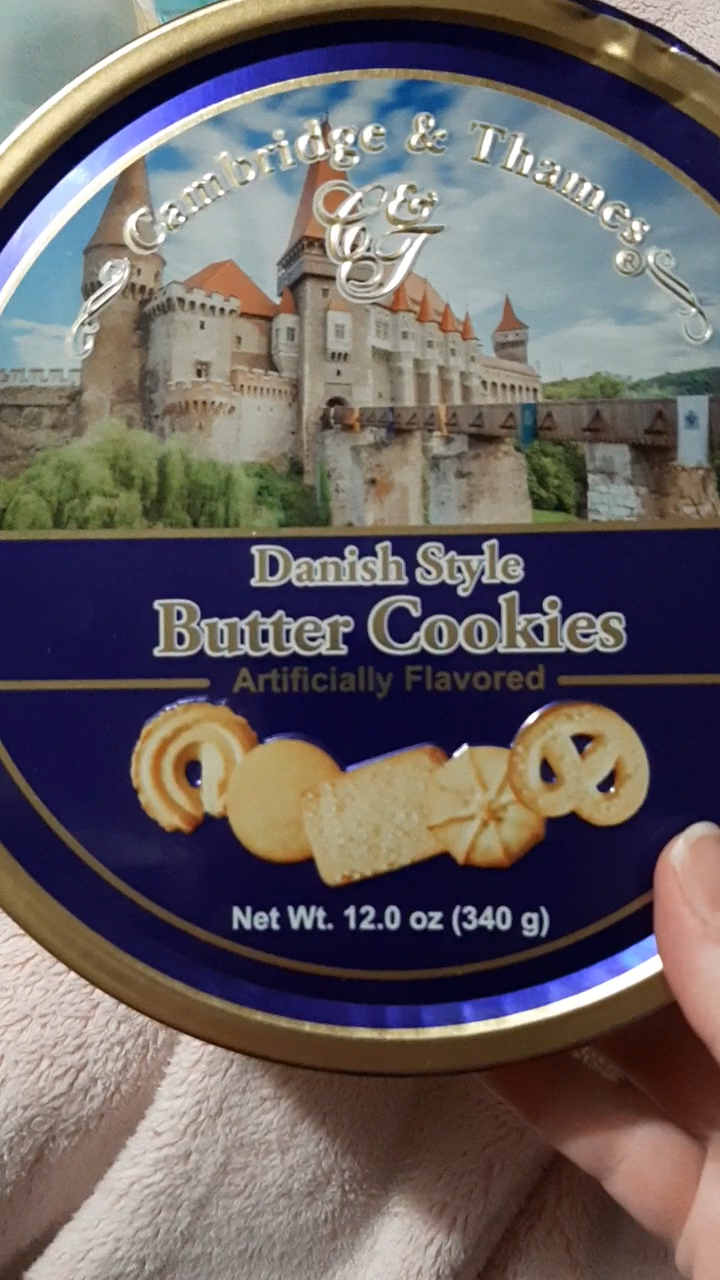 Cambridge & Thames®
C&T
Danish Style
Butter Cookies
Artificially Flavored
Net Wt. 12.0 oz (340 g)